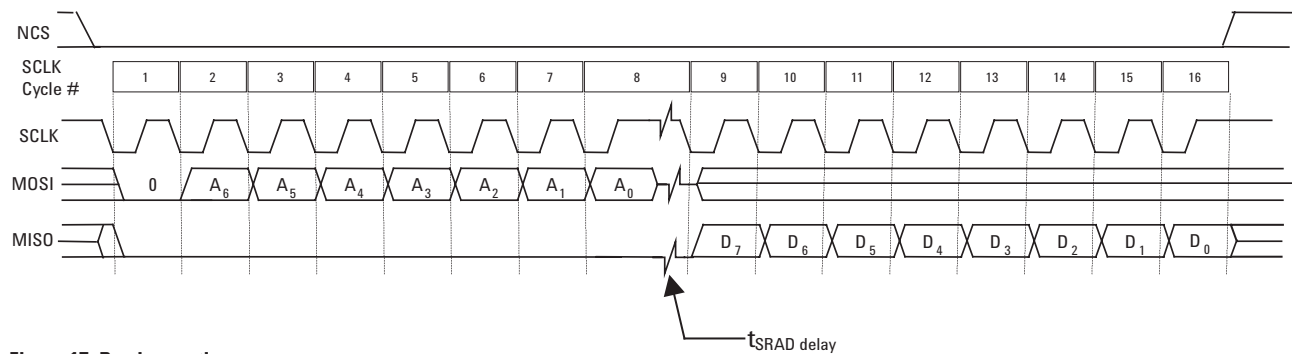 NCS
SCLK
Cycle #
1 2 3 4 5 6 7 8 9 10 11 12 13 14 15 16
SCLK
MOSI 0 A6 A5 A4 A3 A2 A1 A0
MISO D7 D6 D5 D4 D3 D2 D1 D0
tSRAD delay